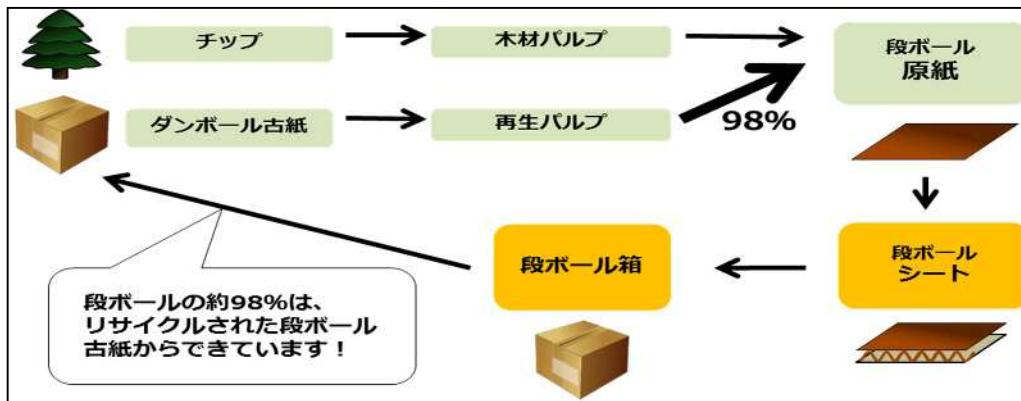 チップ
木材パルプ
段ボール
原紙
ダンボール古紙
再生パルプ
98%
段ボール箱
段ボール
シート
段ボールの約98%は、
リサイクルされた段ボール
古紙からできています！